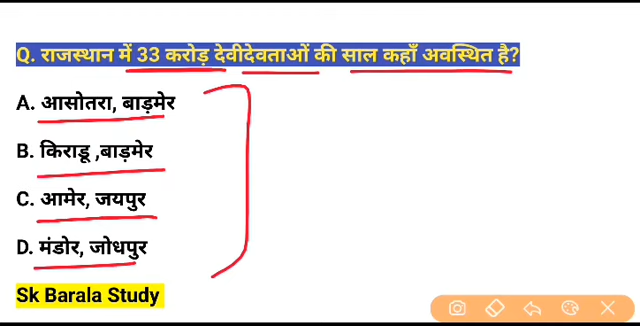 Q. राजस्थान में 33 करोड़ देवीदेवताओं की साल कहाँ अवस्थित है?
A. आसोतरा, बाड़मेर
B. किराडू ,बाड़मेर
C. आमेर, जयपुर
D. मंडोर, जोधपुर
Sk Barala Study